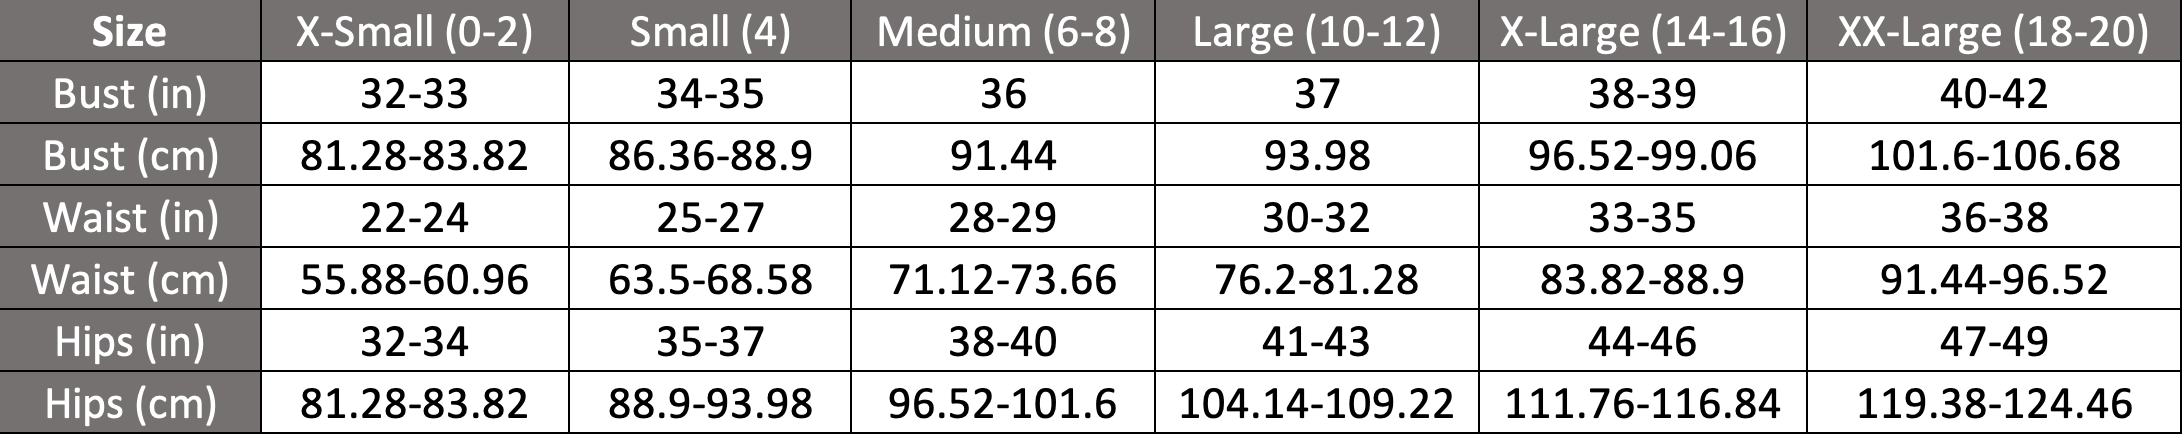 Size X-Small (0-2) Small (4) Medium (6-8) Large (10-12) X-Large (14-16) XX-Large (18-20)
Bust (in) 32-33 34-35 36 37 38-39 40-42
Bust (cm) 81.28-83.82 86.36-88.9 91.44 93.98 96.52-99.06 101.6-106.68
Waist (in) 22-24 25-27 28-29 30-32 33-35 36-38
Waist (cm) 55.88-60.96 63.5-68.58 71.12-73.66 76.2-81.28 83.82-88.9 91.44-96.52
Hips (in) 32-34 35-37 38-40 41-43 44-46 47-49
Hips (cm) 81.28-83.82 88.9-93.98 96.52-101.6 104.14-109.22 111.76-116.84 119.38-124.46